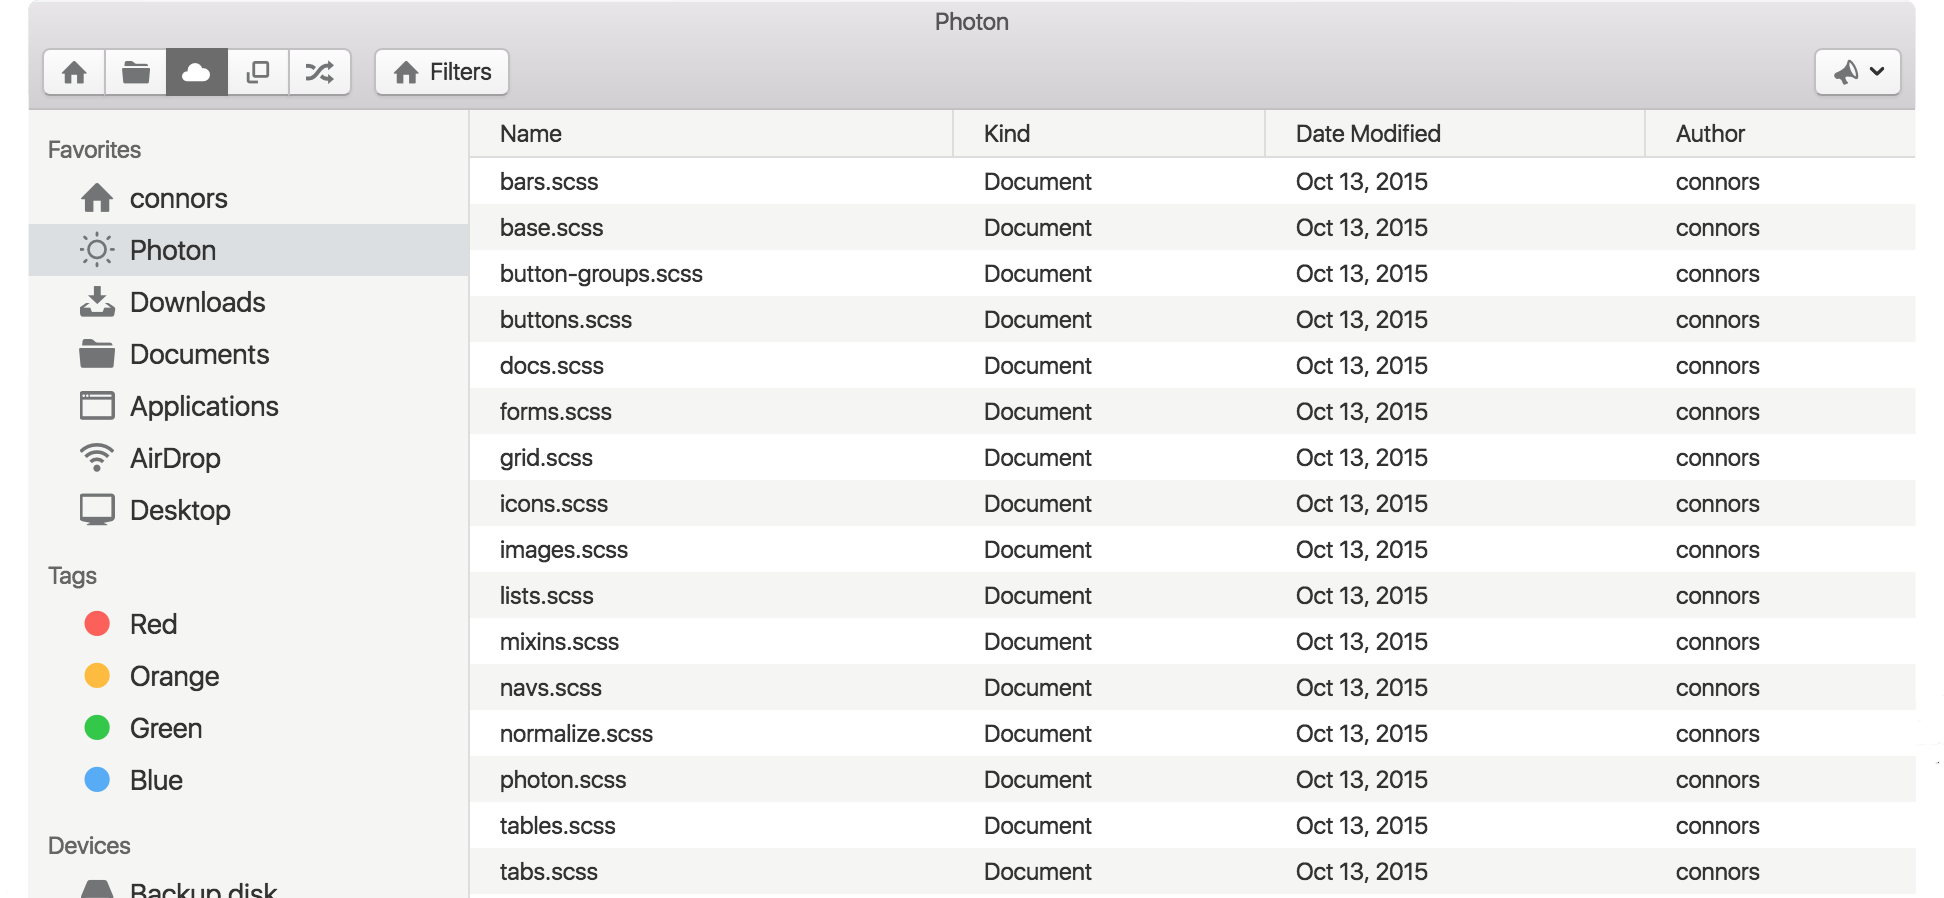 Photon
Filters
Favorites
connors
Photon
Downloads
Documents
Applications
AirDrop
Desktop
Tags
Red
Orange
Green
Blue
Devices
Backup disk
Name Kind Date Modified Author
bars.scss Document Oct 13, 2015 connors
base.scss Document Oct 13, 2015 connors
button-groups.scss Document Oct 13, 2015 connors
buttons.scss Document Oct 13, 2015 connors
docs.scss Document Oct 13, 2015 connors
forms.scss Document Oct 13, 2015 connors
grid.scss Document Oct 13, 2015 connors
icons.scss Document Oct 13, 2015 connors
images.scss Document Oct 13, 2015 connors
lists.scss Document Oct 13, 2015 connors
mixins.scss Document Oct 13, 2015 connors
navs.scss Document Oct 13, 2015 connors
normalize.scss Document Oct 13, 2015 connors
photon.scss Document Oct 13, 2015 connors
tables.scss Document Oct 13, 2015 connors
tabs.scss Document Oct 13, 2015 connors